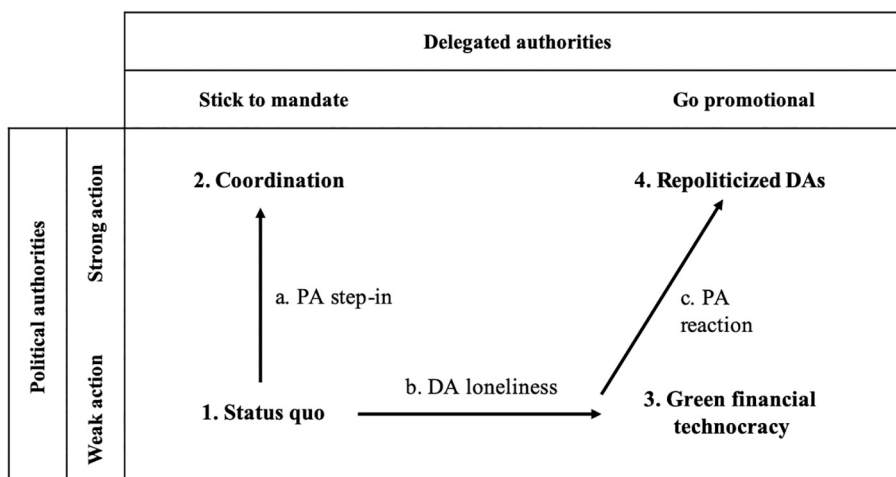 Delegated authorities
Stick to mandate
Go promotional
Political authorities
Strong action
Weak action
2. Coordination
4. Repoliticized DAs
a. PA step-in
c. PA
reaction
b. DA loneliness
1. Status quo
3. Green financial
technocracy